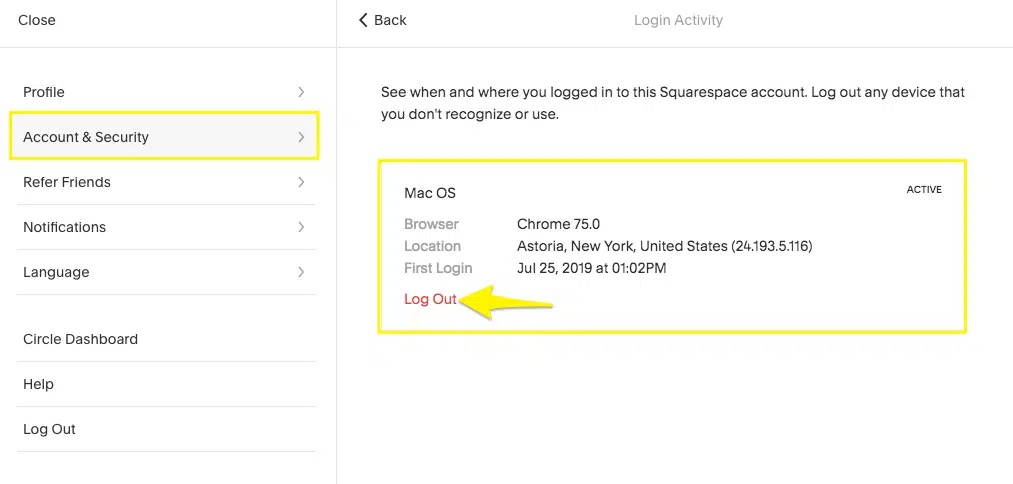 Close
Back
Login Activity
Profile
Account & Security
Refer Friends
Notifications
Language
Circle Dashboard
Help
Log Out
See when and where you logged in to this Squarespace account. Log out any device that
you don't recognize or use.
Mac OS
ACTIVE
Browser Chrome 75.0
Location Astoria, New York, United States (24.193.5.116)
First Login Jul 25, 2019 at 01:02PM
Log Out